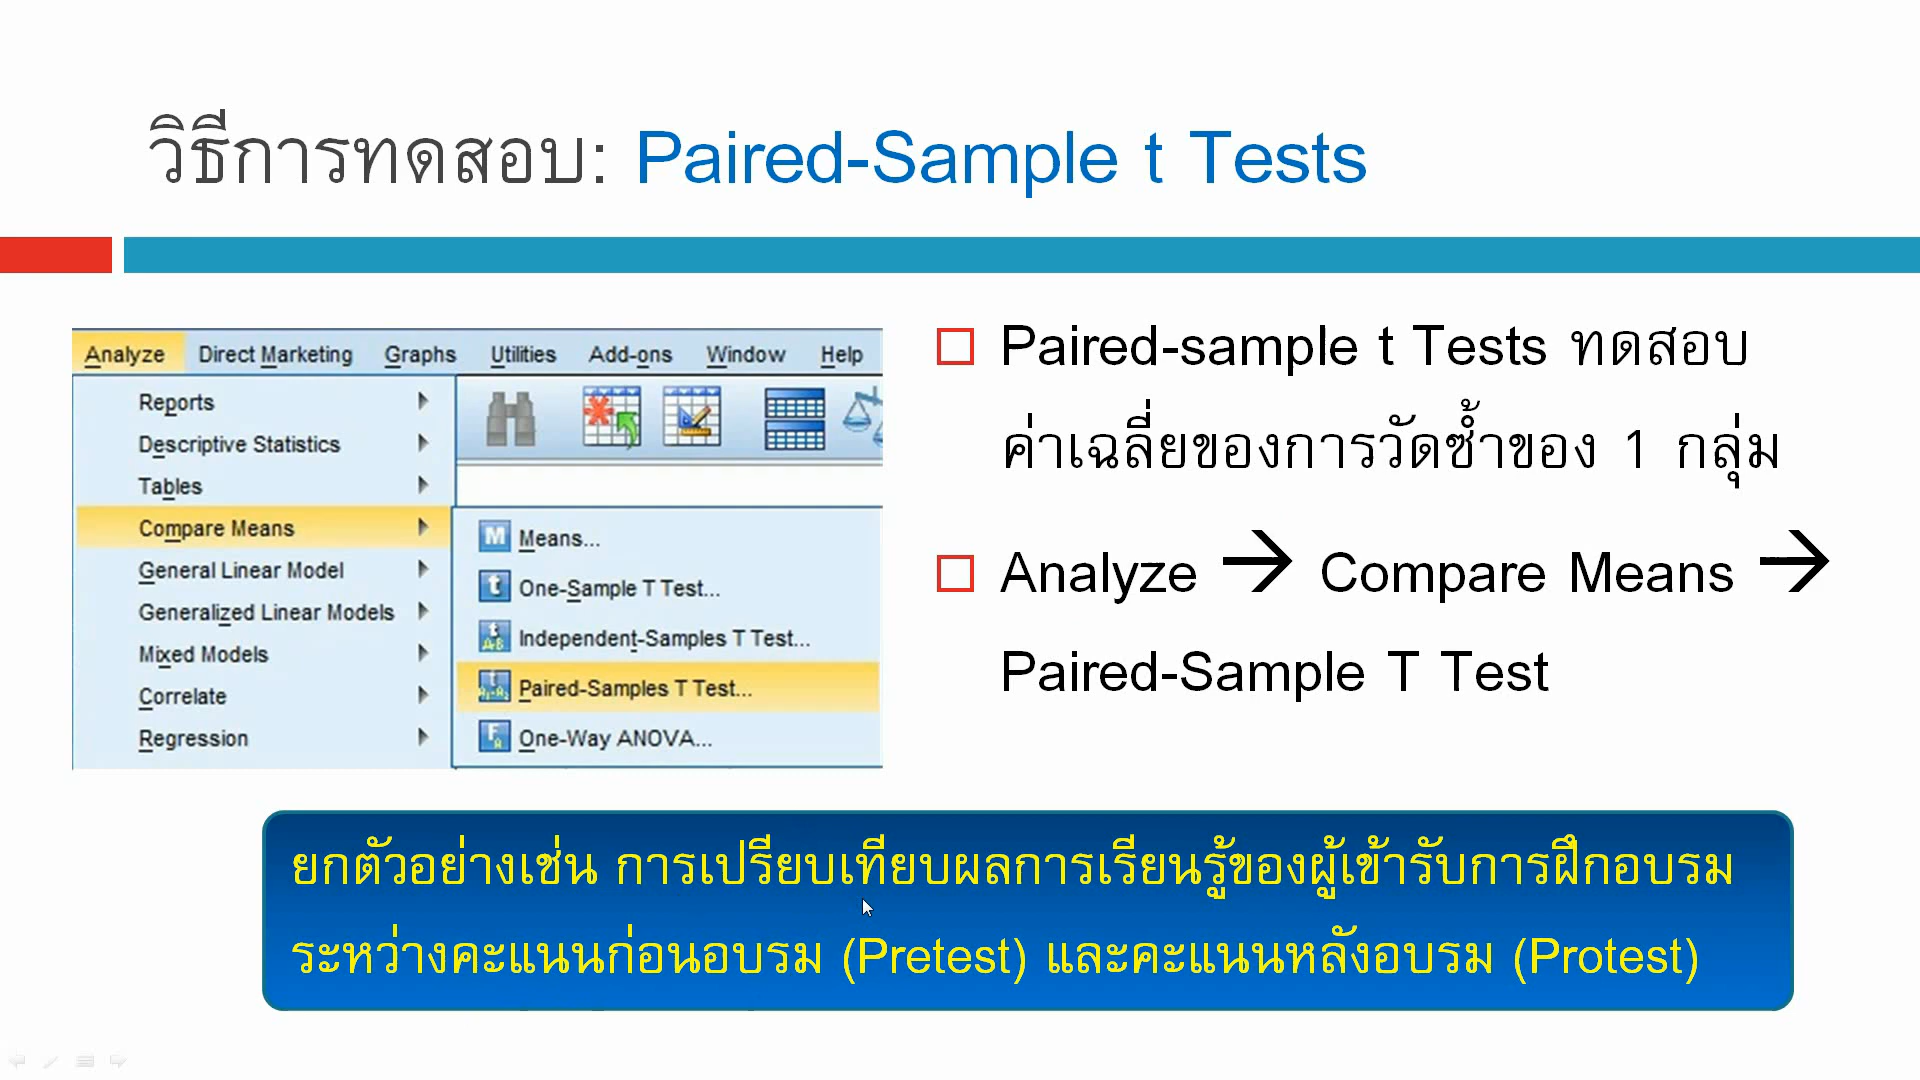 วิธีการทดสอบ: Paired-Sample t Tests
Analyze Direct Marketing Graphs Utilities Add-ons Window Help
Reports
Descriptive Statistics
Tables
Compare Means
General Linear Model
Generalized Linear Models
Mixed Models
Correlate
Regression
M Means...
t One-Sample T Test...
Independent-Samples T Test...
Paired-Samples T Test...
One-Way ANOVA...
Paired-sample t Tests ทดสอบ
ค่าเฉลี่ยของการวัดซ้ำของ 1 กลุ่ม
Analyze → Compare Means →
Paired-Sample T Test
ยกตัวอย่างเช่น การเปรียบเทียบผลการเรียนรู้ของผู้เข้ารับการฝึกอบรม
ระหว่างคะแนนก่อนอบรม (Pretest) และคะแนนหลังอบรม (Protest)